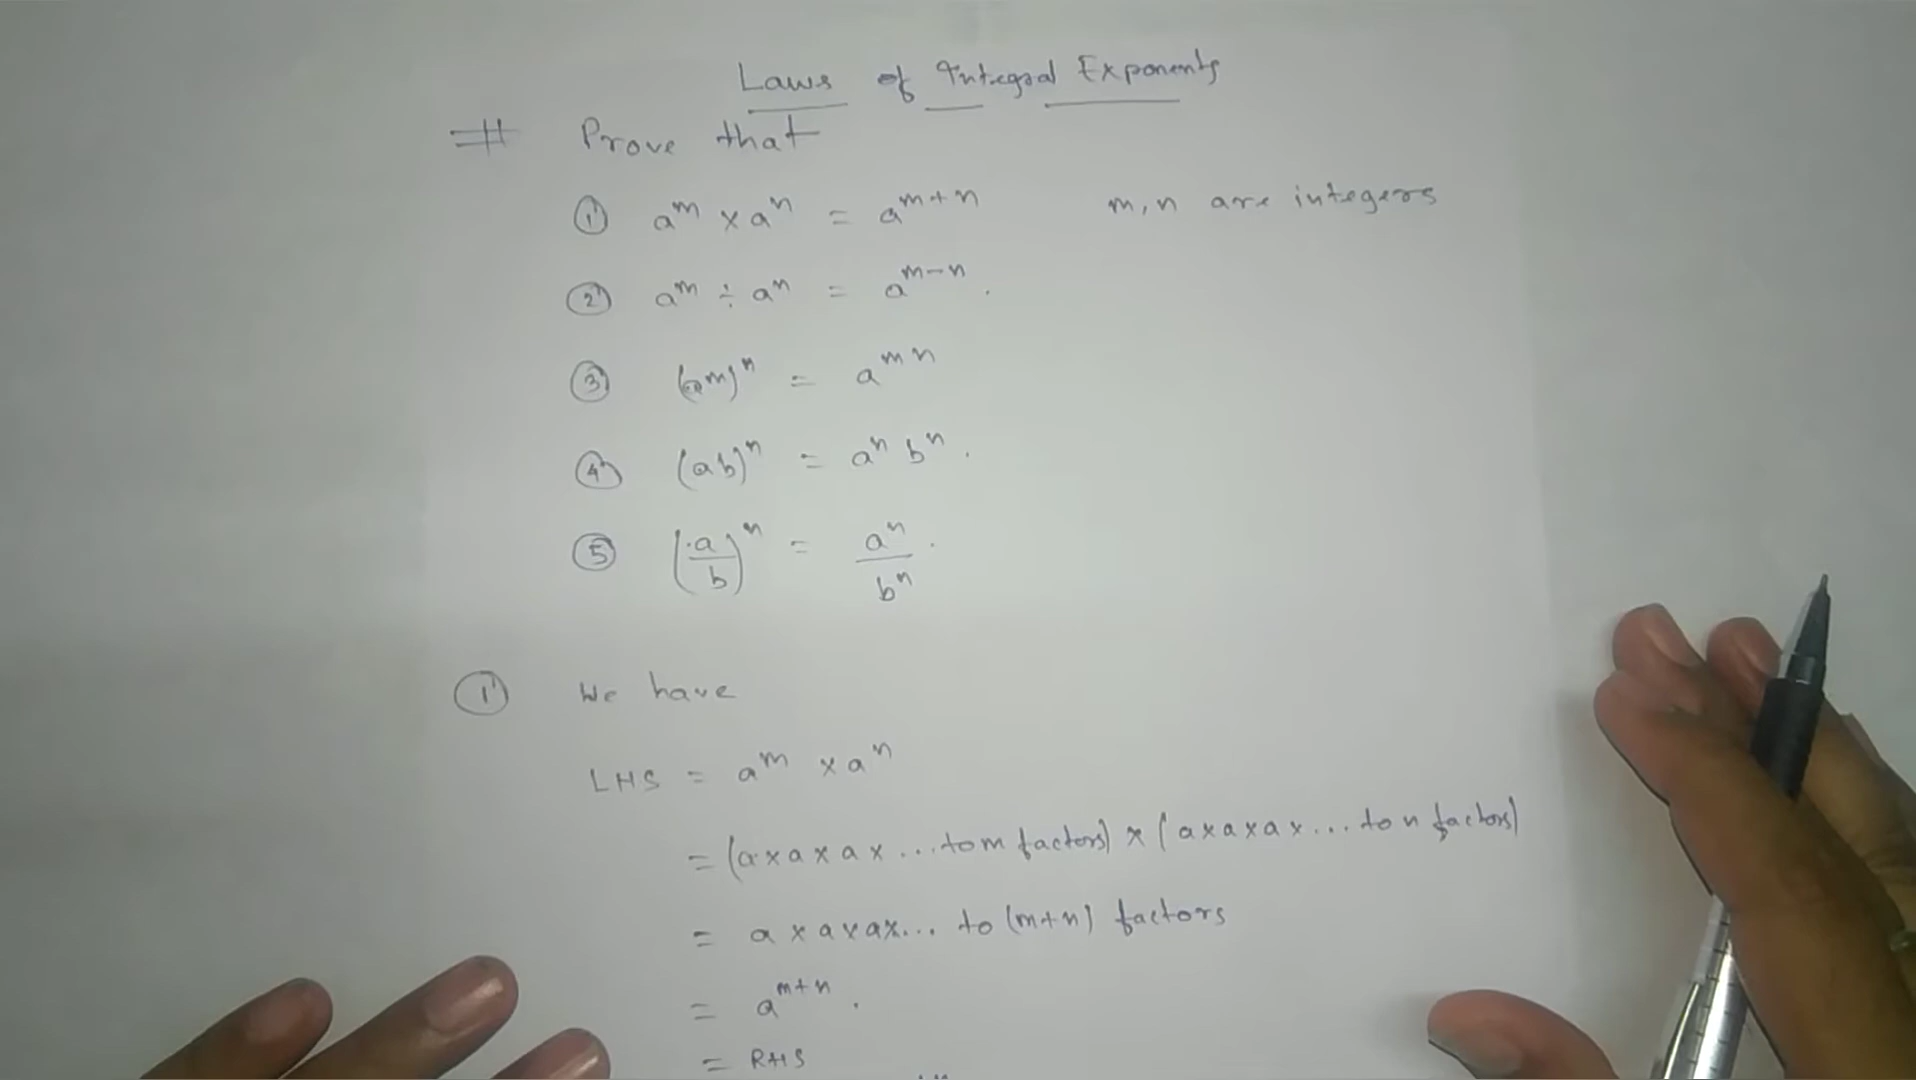 Laws of Integral Exponents
# Prove that
① a^m × a^n = a^(m+n) m, n are integers
② a^m ÷ a^n = a^(m-n).
③ (a^m)^n = a^(mn)
④ (ab)^n = a^n b^n.
⑤ (a/b)^n = a^n/b^n.
① We have
LHS = a^m × a^n
= (a × a × a × ... to m factors) × (a × a × a × ... to n factors)
= a × a × a × ... to (m+n) factors
= a^(m+n).
= RHS